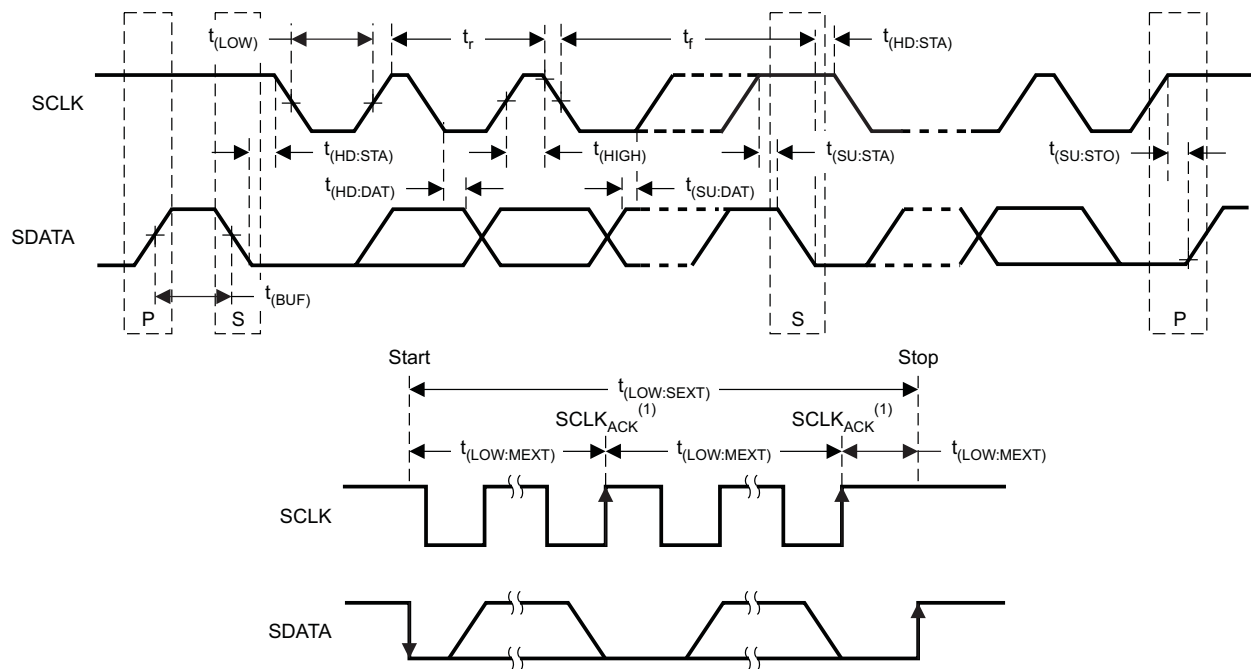 t(LOW) tr tf t(HD:STA)
SCLK
t(HD:STA) t(HIGH) t(SU:STA) t(SU:STO)
t(HD:DAT) t(SU:DAT)
SDATA
t(BUF)
P S S P
Start Stop
t(LOW:SEXT)
SCLKACK(1) SCLKACK(1)
t(LOW:MEXT) t(LOW:MEXT) t(LOW:MEXT)
SCLK
SDATA